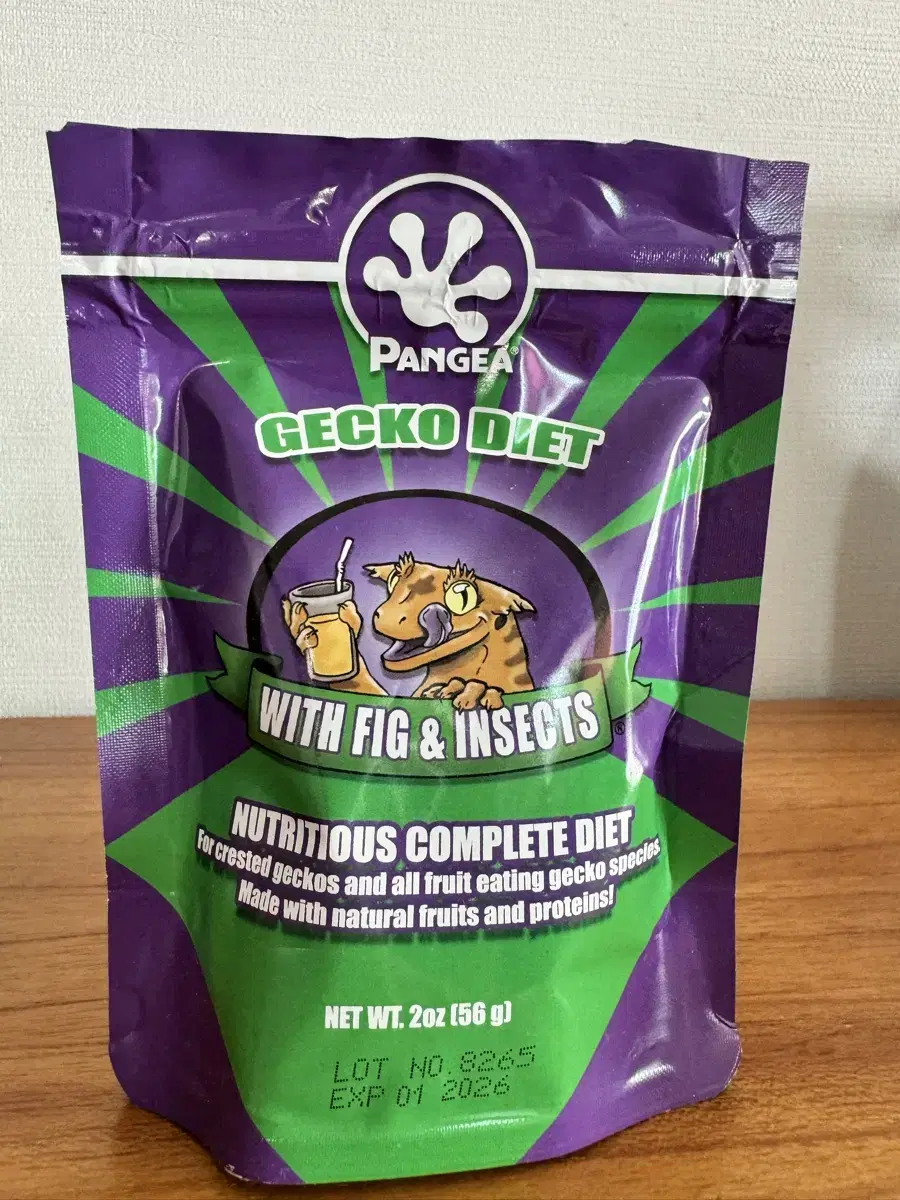 PANGEA®
GECKO DIET
WITH FIG & INSECTS®
NUTRITIOUS COMPLETE DIET
For crested geckos and all fruit eating gecko species.
Made with natural fruits and proteins!
NET WT. 2oz (56 g)
LOT NO.8265
EXP 01 2026